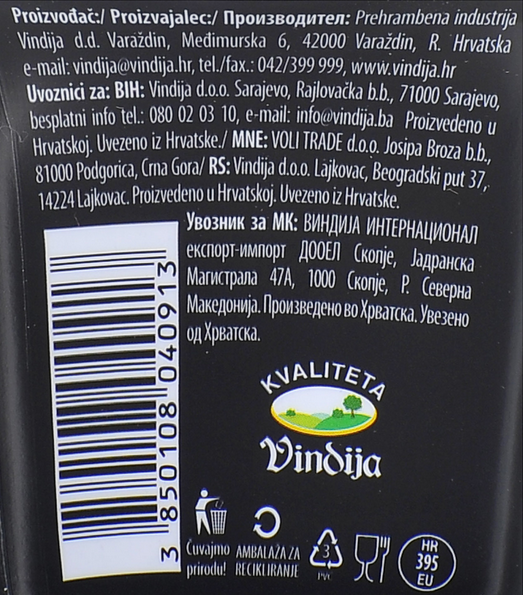 Proizvođač:/ Proizvajalec:/ Производител: Prehrambena industrija
Vindija d.d. Varaždin, Međimurska 6, 42000 Varaždin, R. Hrvatska
e-mail: vindija@vindija.hr, tel./fax.: 042/399 999, www.vindija.hr
Uvoznici za: BIH: Vindija d.o.o. Sarajevo, Rajlovačka b.b., 71000 Sarajevo,
besplatni info tel.: 080 02 03 10, e-mail: info@vindija.ba Proizvedeno u
Hrvatskoj. Uvezeno iz Hrvatske./ MNE: VOLI TRADE d.o.o. Josipa Broza b.b.,
81000 Podgorica, Crna Gora/ RS: Vindija d.o.o. Lajkovac, Beogradski put 37,
14224 Lajkovac. Proizvedeno u Hrvatskoj. Uvezeno iz Hrvatske.
Увозник за МК: ВИНДИЈА ИНТЕРНАЦИОНАЛ
експорт-импорт ДООЕЛ Скопје, Јадранска
Магистрала 47А, 1000 Скопје, Р. Северна
Македонија. Произведено во Хрватска. Увезено
од Хрватска.
3 850108 040913
KVALITETA
Vindija
Čuvajmo prirodu!
AMBALAŽA ZA RECIKLIRANJE
3
PVC
HR
395
EU